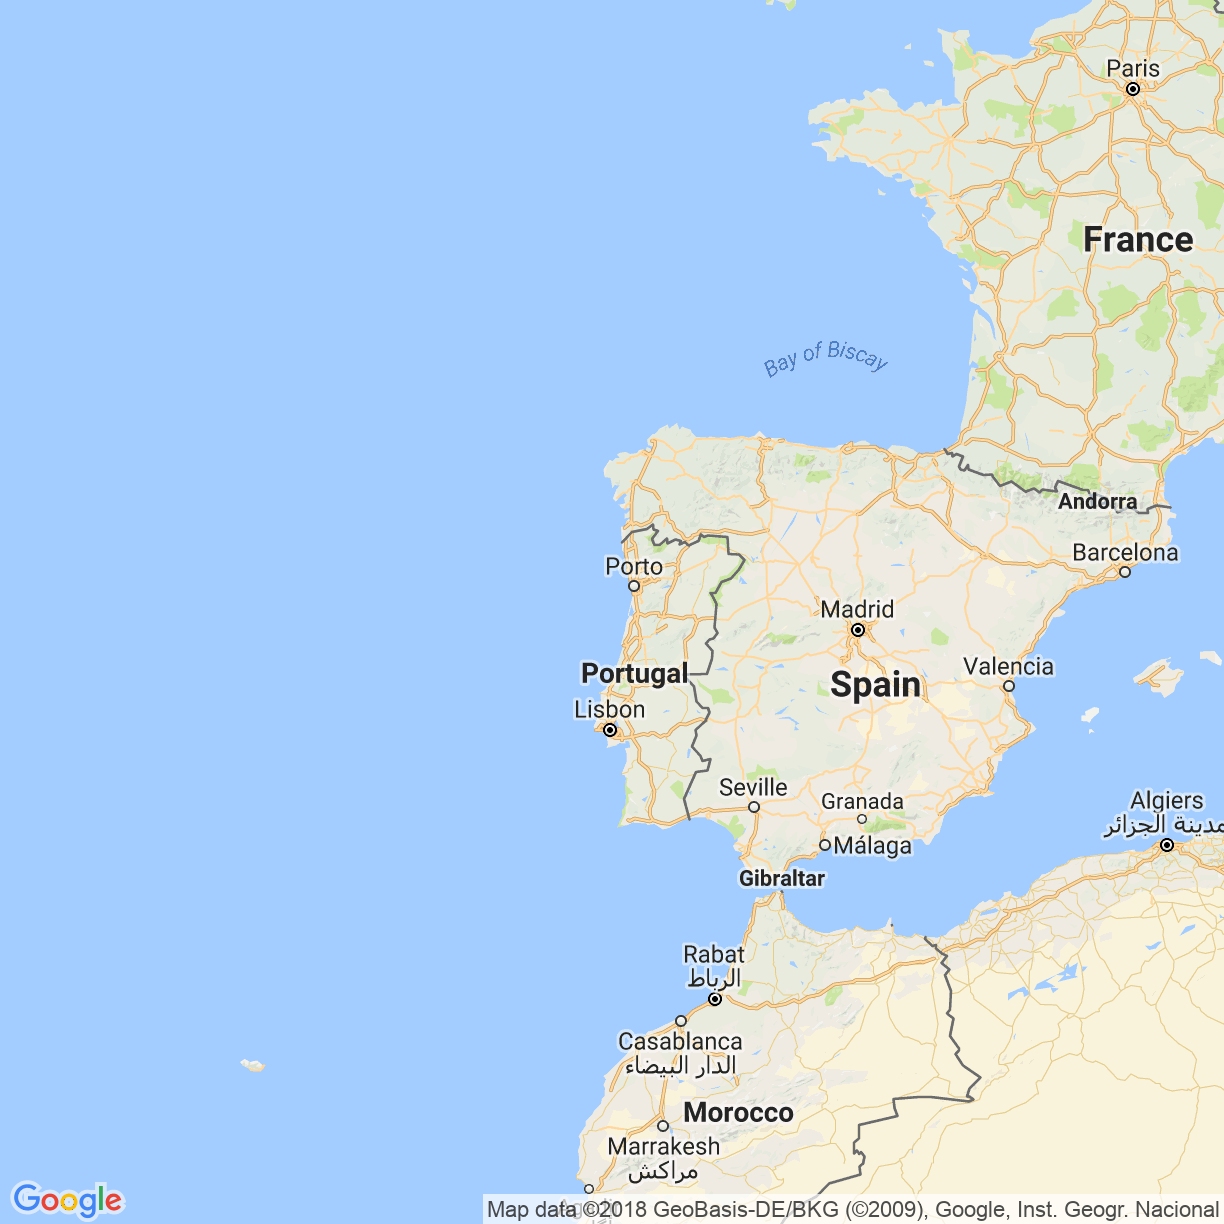 Paris
France
Bay of Biscay
Andorra
Barcelona
Porto
Madrid
Valencia
Portugal
Spain
Lisbon
Seville
Granada
Málaga
Algiers
مدينة الجزائر
Gibraltar
Rabat
الرباط
Casablanca
الدار البيضاء
Morocco
Marrakesh
مراكش
Google
Map data ©2018 GeoBasis-DE/BKG (©2009), Google, Inst. Geogr. Nacional